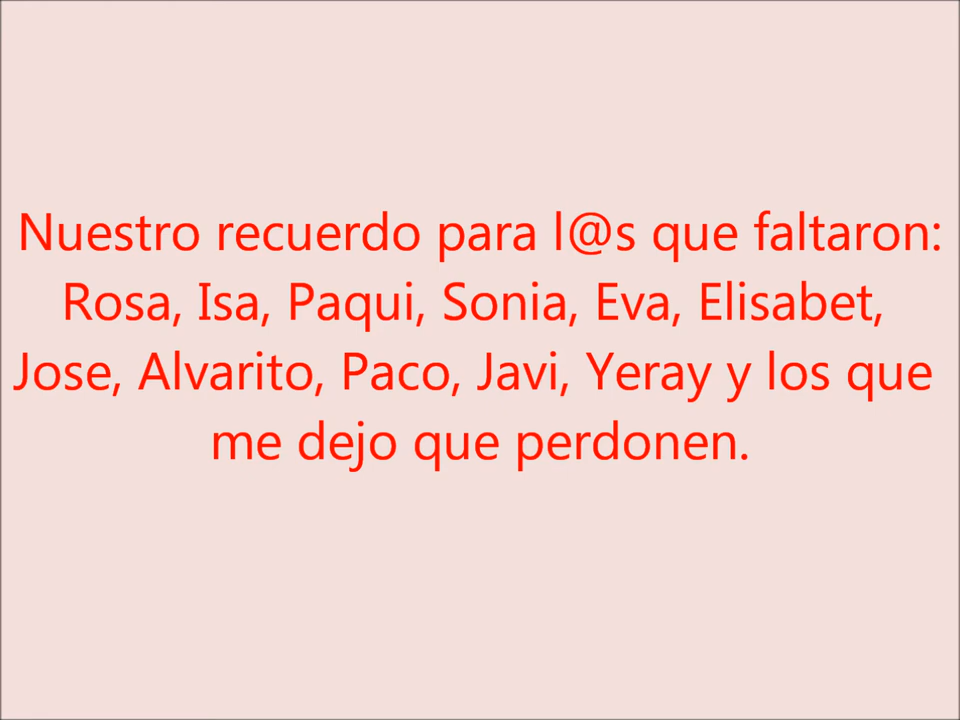 Nuestro recuerdo para l@s que faltaron:
Rosa, Isa, Paqui, Sonia, Eva, Elisabet,
Jose, Alvarito, Paco, Javi, Yeray y los que
me dejo que perdonen.